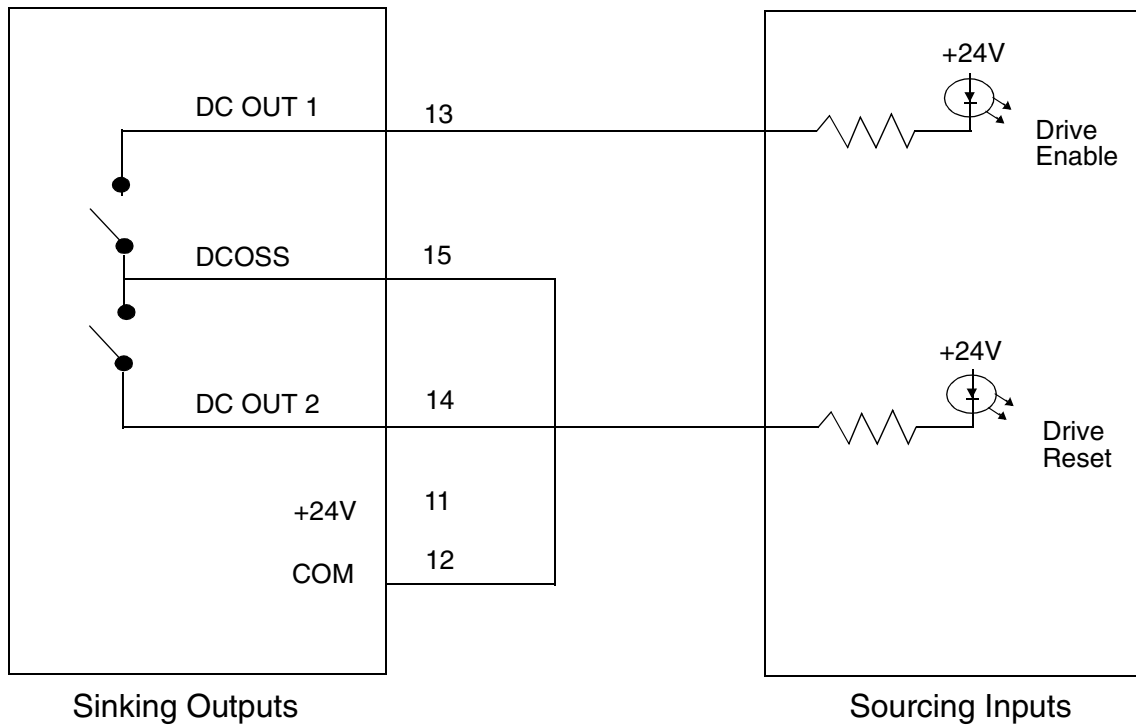 +24V
DC OUT 1
13
Drive
Enable
DCOSS
15
+24V
DC OUT 2
14
Drive
Reset
+24V
11
COM
12
Sinking Outputs
Sourcing Inputs